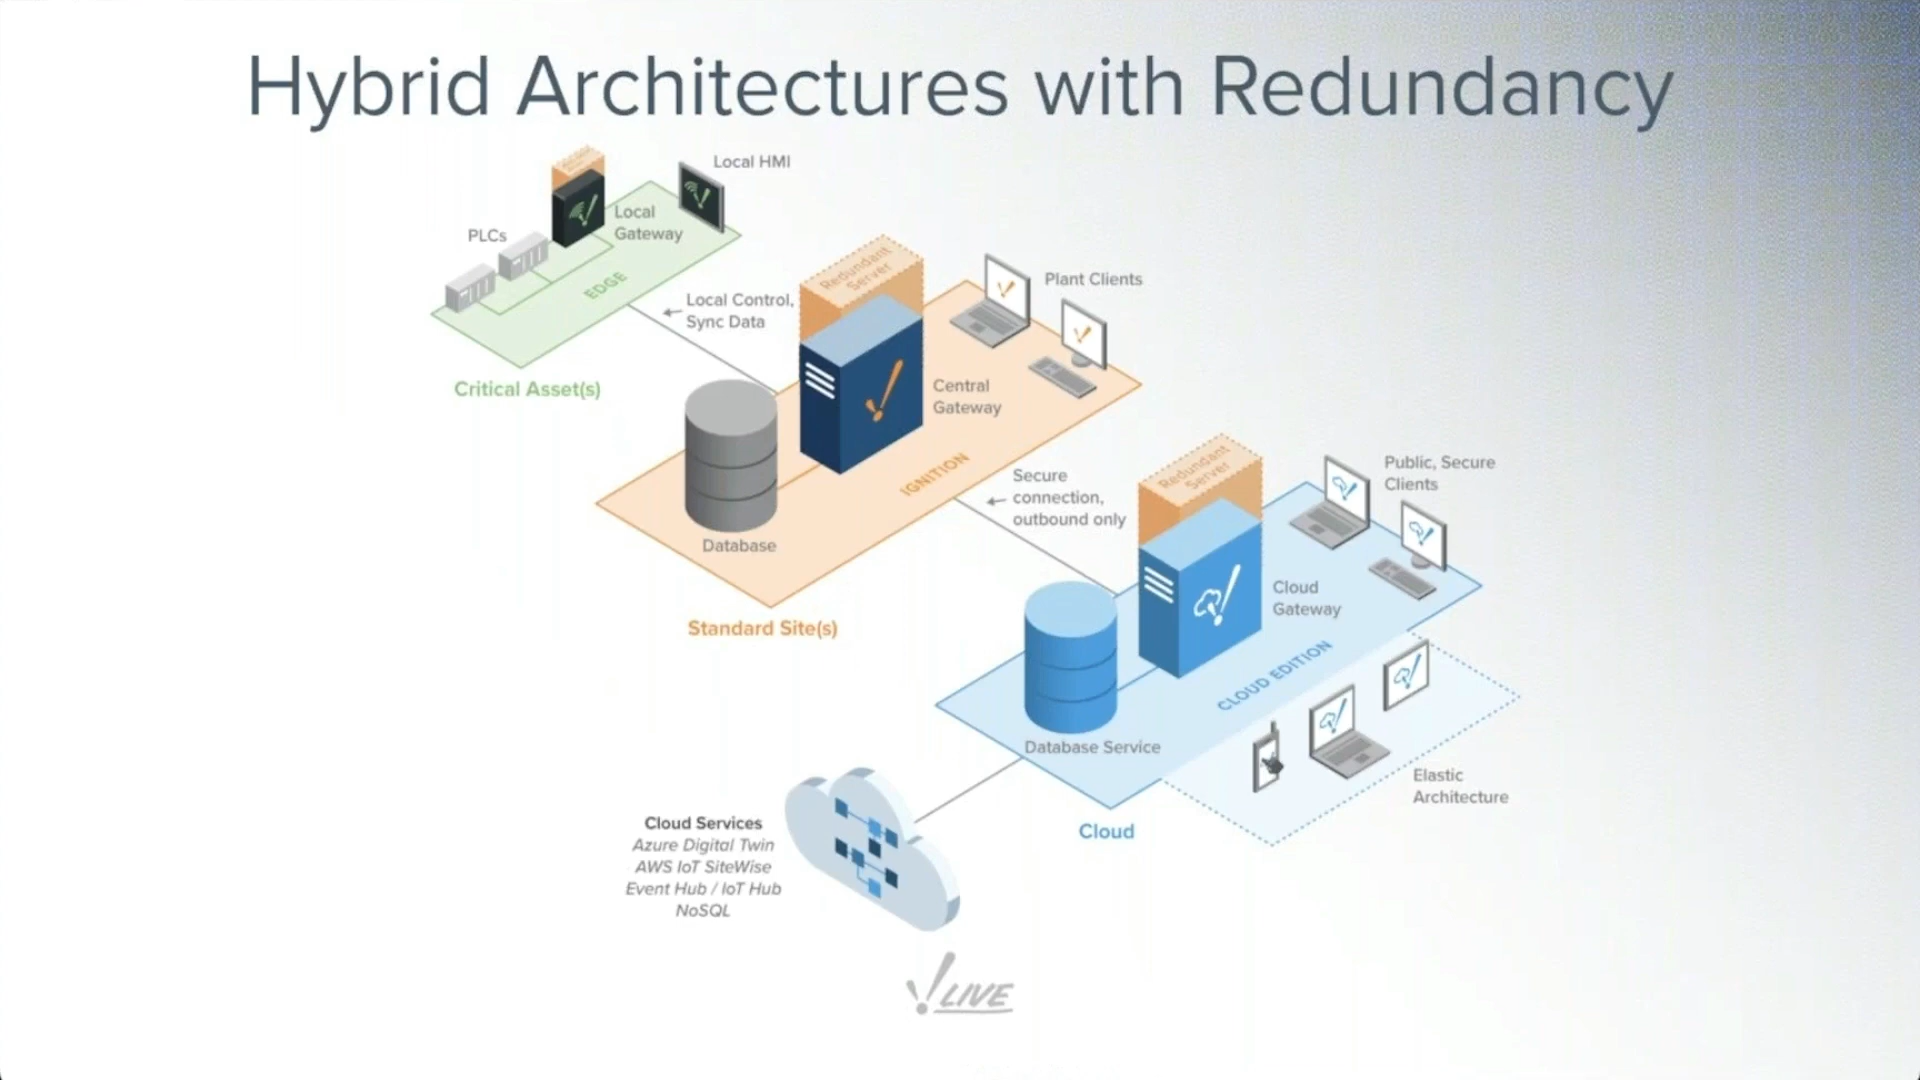 Hybrid Architectures with Redundancy
Local HMI
Local
Gateway
PLCs
EDGE
Critical Asset(s)
Local Control,
Sync Data
Redundant
Server
Plant Clients
Central
Gateway
IGNITION
Database
Standard Site(s)
Secure
connection,
outbound only
Redundant
Server
Public, Secure
Clients
Cloud
Gateway
CLOUD EDITION
Database Service
Elastic
Architecture
Cloud
Cloud Services
Azure Digital Twin
AWS IoT SiteWise
Event Hub / IoT Hub
NoSQL
LIVE